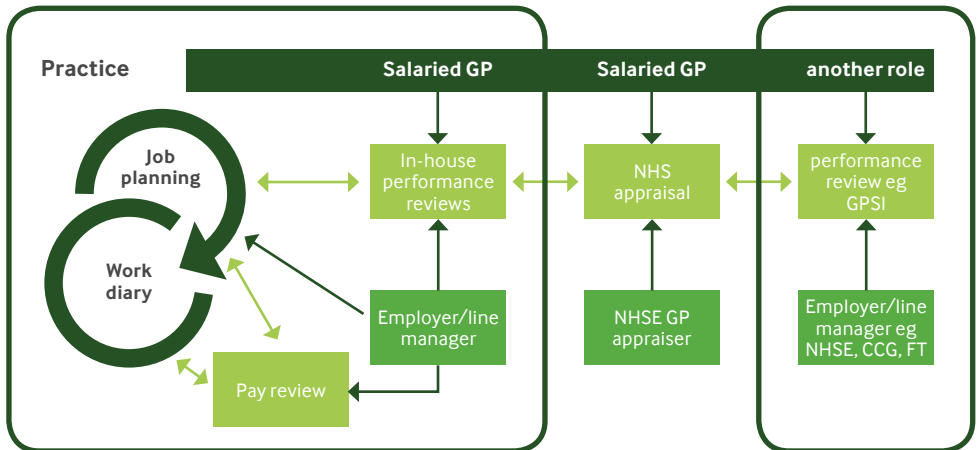 Practice
Salaried GP
Salaried GP
another role
Job
planning
In-house
performance
reviews
NHS
appraisal
performance
review eg
GPSI
Work
diary
Employer/line
manager
NHSE GP
appraiser
Employer/line
manager eg
NHSE, CCG, FT
Pay review